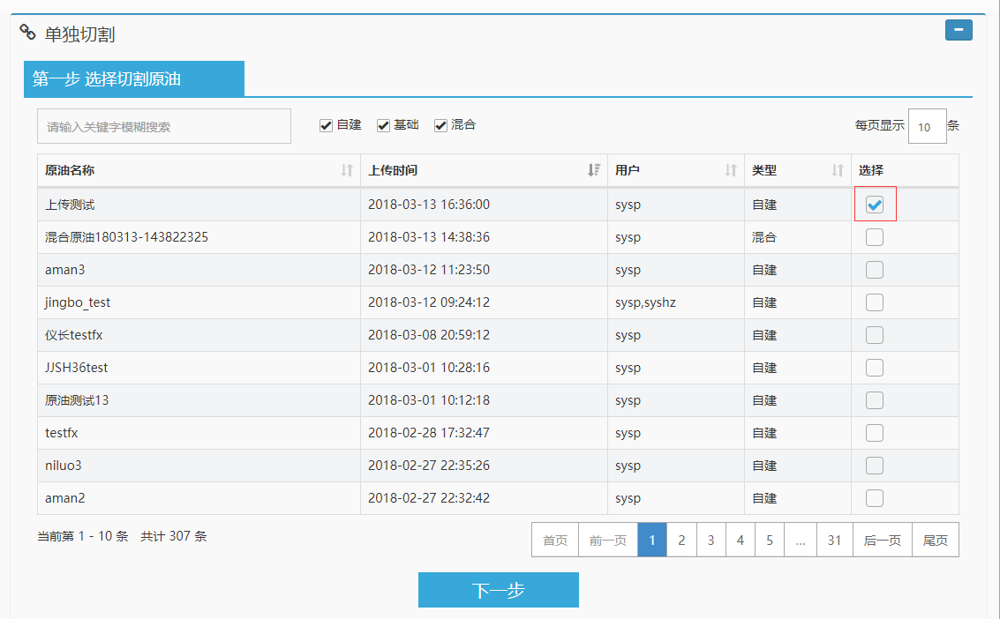 单独切割
第一步 选择切割原油
请输入关键字模糊搜索 自建 基础 混合 每页显示 10 条
原油名称 上传时间 用户 类型 选择
上传测试 2018-03-13 16:36:00 sysp 自建
混合原油180313-143822325 2018-03-13 14:38:36 sysp 混合
aman3 2018-03-12 11:23:50 sysp 自建
jingbo_test 2018-03-12 09:24:12 sysp,syshz 自建
仪长testfx 2018-03-08 20:59:12 sysp 自建
JJSH36test 2018-03-01 10:28:16 sysp 自建
原油测试13 2018-03-01 10:12:18 sysp 自建
testfx 2018-02-28 17:32:47 sysp 自建
niluo3 2018-02-27 22:35:26 sysp 自建
aman2 2018-02-27 22:32:42 sysp 自建
当前第 1 - 10 条 共计 307 条 首页 前一页 1 2 3 4 5 ... 31 后一页 尾页
下一步